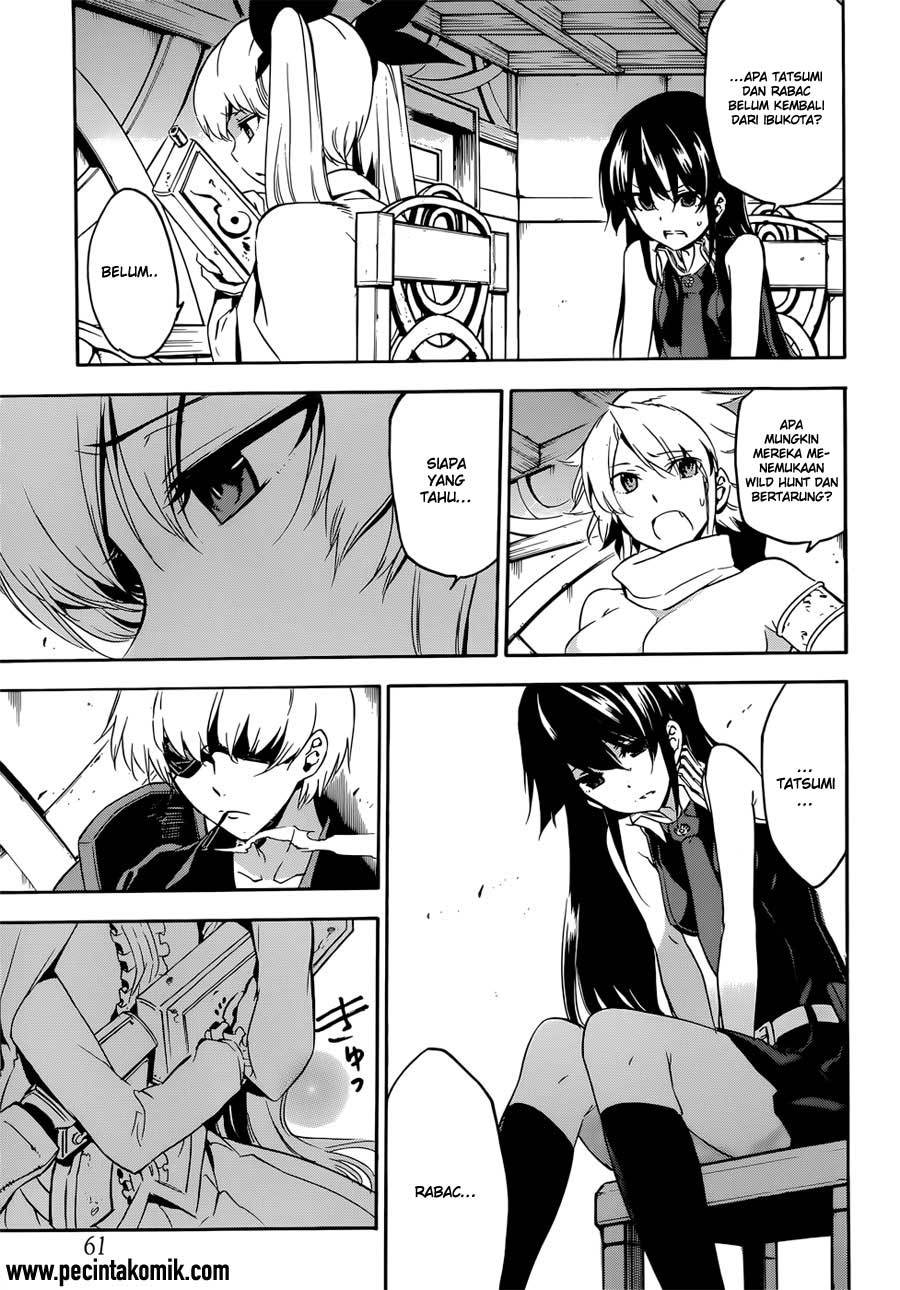 ...APA TATSUMI
DAN RABAC
BELUM KEMBALI
DARI IBUKOTA?
BELUM..
APA
MUNGKIN
MEREKA ME-
NEMUKAAN
WILD HUNT DAN
BERTARUNG?
SIAPA
YANG
TAHU...
...
TATSUMI
...
RABAC...
ぎゅっ
61
www.pecintakomik.com